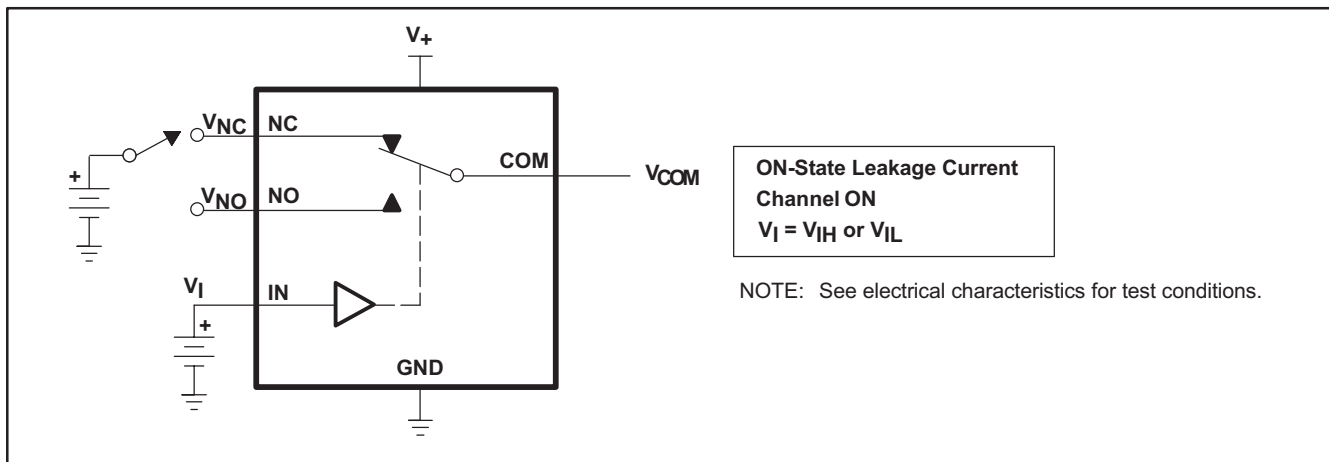 V+
VNC NC
COM
VCOM
VNO NO
VI IN
GND
+
+
ON-State Leakage Current
Channel ON
VI = VIH or VIL
NOTE: See electrical characteristics for test conditions.